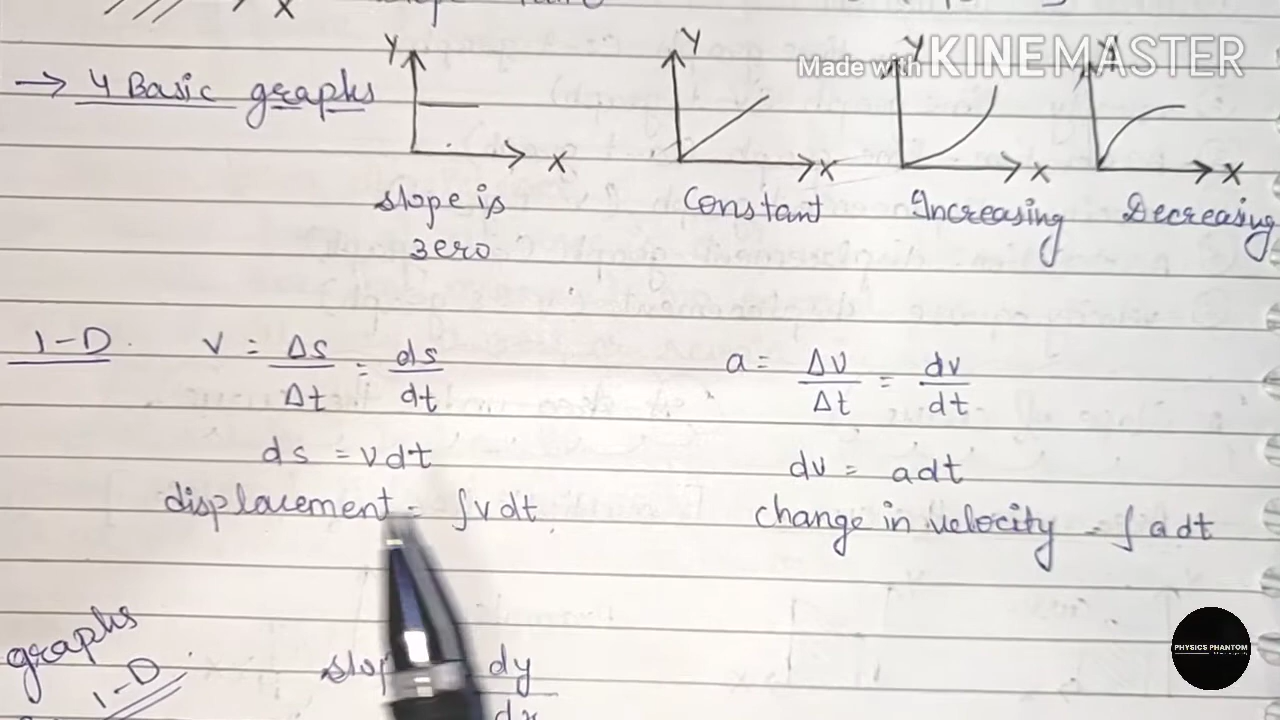 Made with KINEMASTER
→ 4 Basic graphs
Y Y Y Y
X X X X
slope is zero
Constant
Increasing
Decreasing
1-D.
v = Δs/Δt = ds/dt
a = Δv/Δt = dv/dt
ds = vdt
dv = adt
displacement = ∫vdt
change in velocity = ∫adt
graphs
1-D
dy
PHYSICS PHANTOM